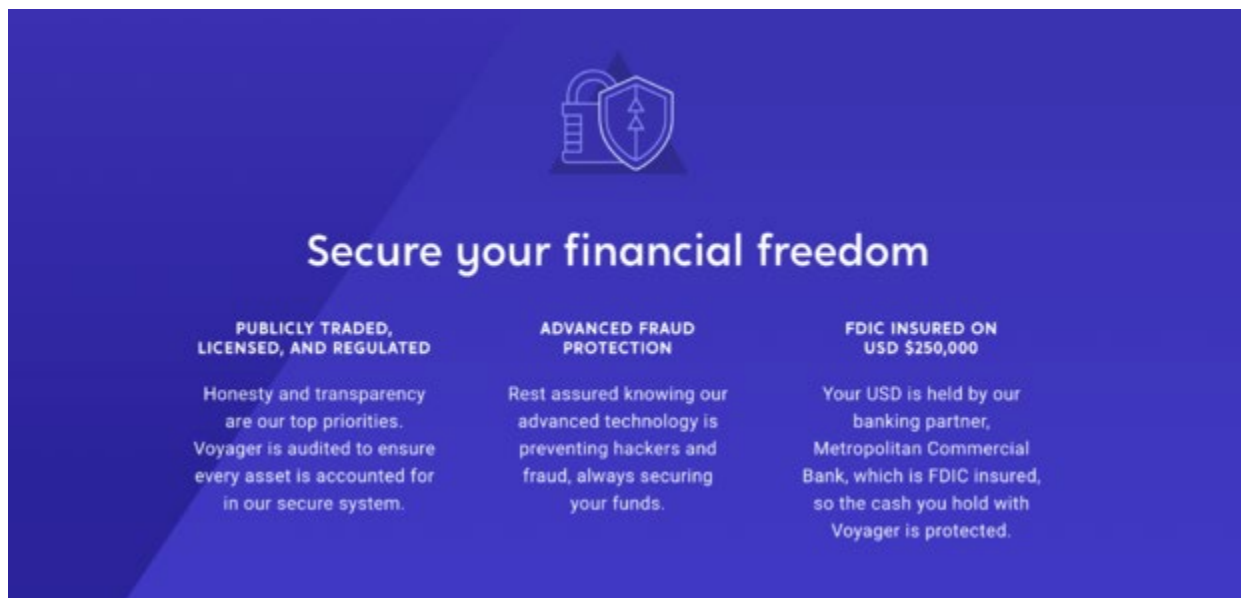 Secure your financial freedom
PUBLICLY TRADED,
LICENSED, AND REGULATED
Honesty and transparency
are our top priorities.
Voyager is audited to ensure
every asset is accounted for
in our secure system.
ADVANCED FRAUD
PROTECTION
Rest assured knowing our
advanced technology is
preventing hackers and
fraud, always securing
your funds.
FDIC INSURED ON
USD $250,000
Your USD is held by our
banking partner,
Metropolitan Commercial
Bank, which is FDIC insured,
so the cash you hold with
Voyager is protected.